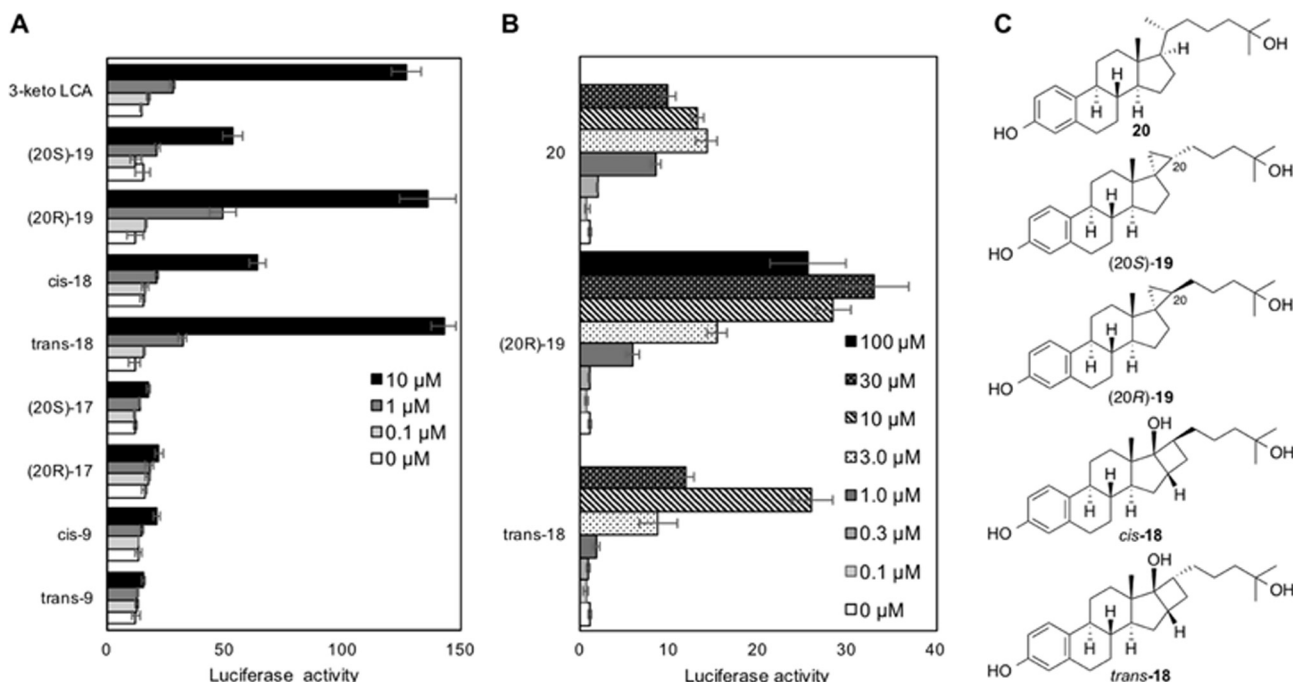 A
3-keto LCA
(20S)-19
(20R)-19
cis-18
trans-18
(20S)-17
(20R)-17
cis-9
trans-9
10 µM
1 µM
0.1 µM
0 µM
0
50
100
150
Luciferase activity
B
20
(20R)-19
trans-18
100 µM
30 µM
10 µM
3.0 µM
1.0 µM
0.3 µM
0.1 µM
0 µM
0
10
20
30
40
Luciferase activity
C
OH
H
H
H
H
HO
20
20
OH
H
H
H
HO
(20S)-19
20
OH
H
H
H
HO
(20R)-19
OH
OH
H
H
H
H
HO
cis-18
OH
OH
H
H
H
H
HO
trans-18